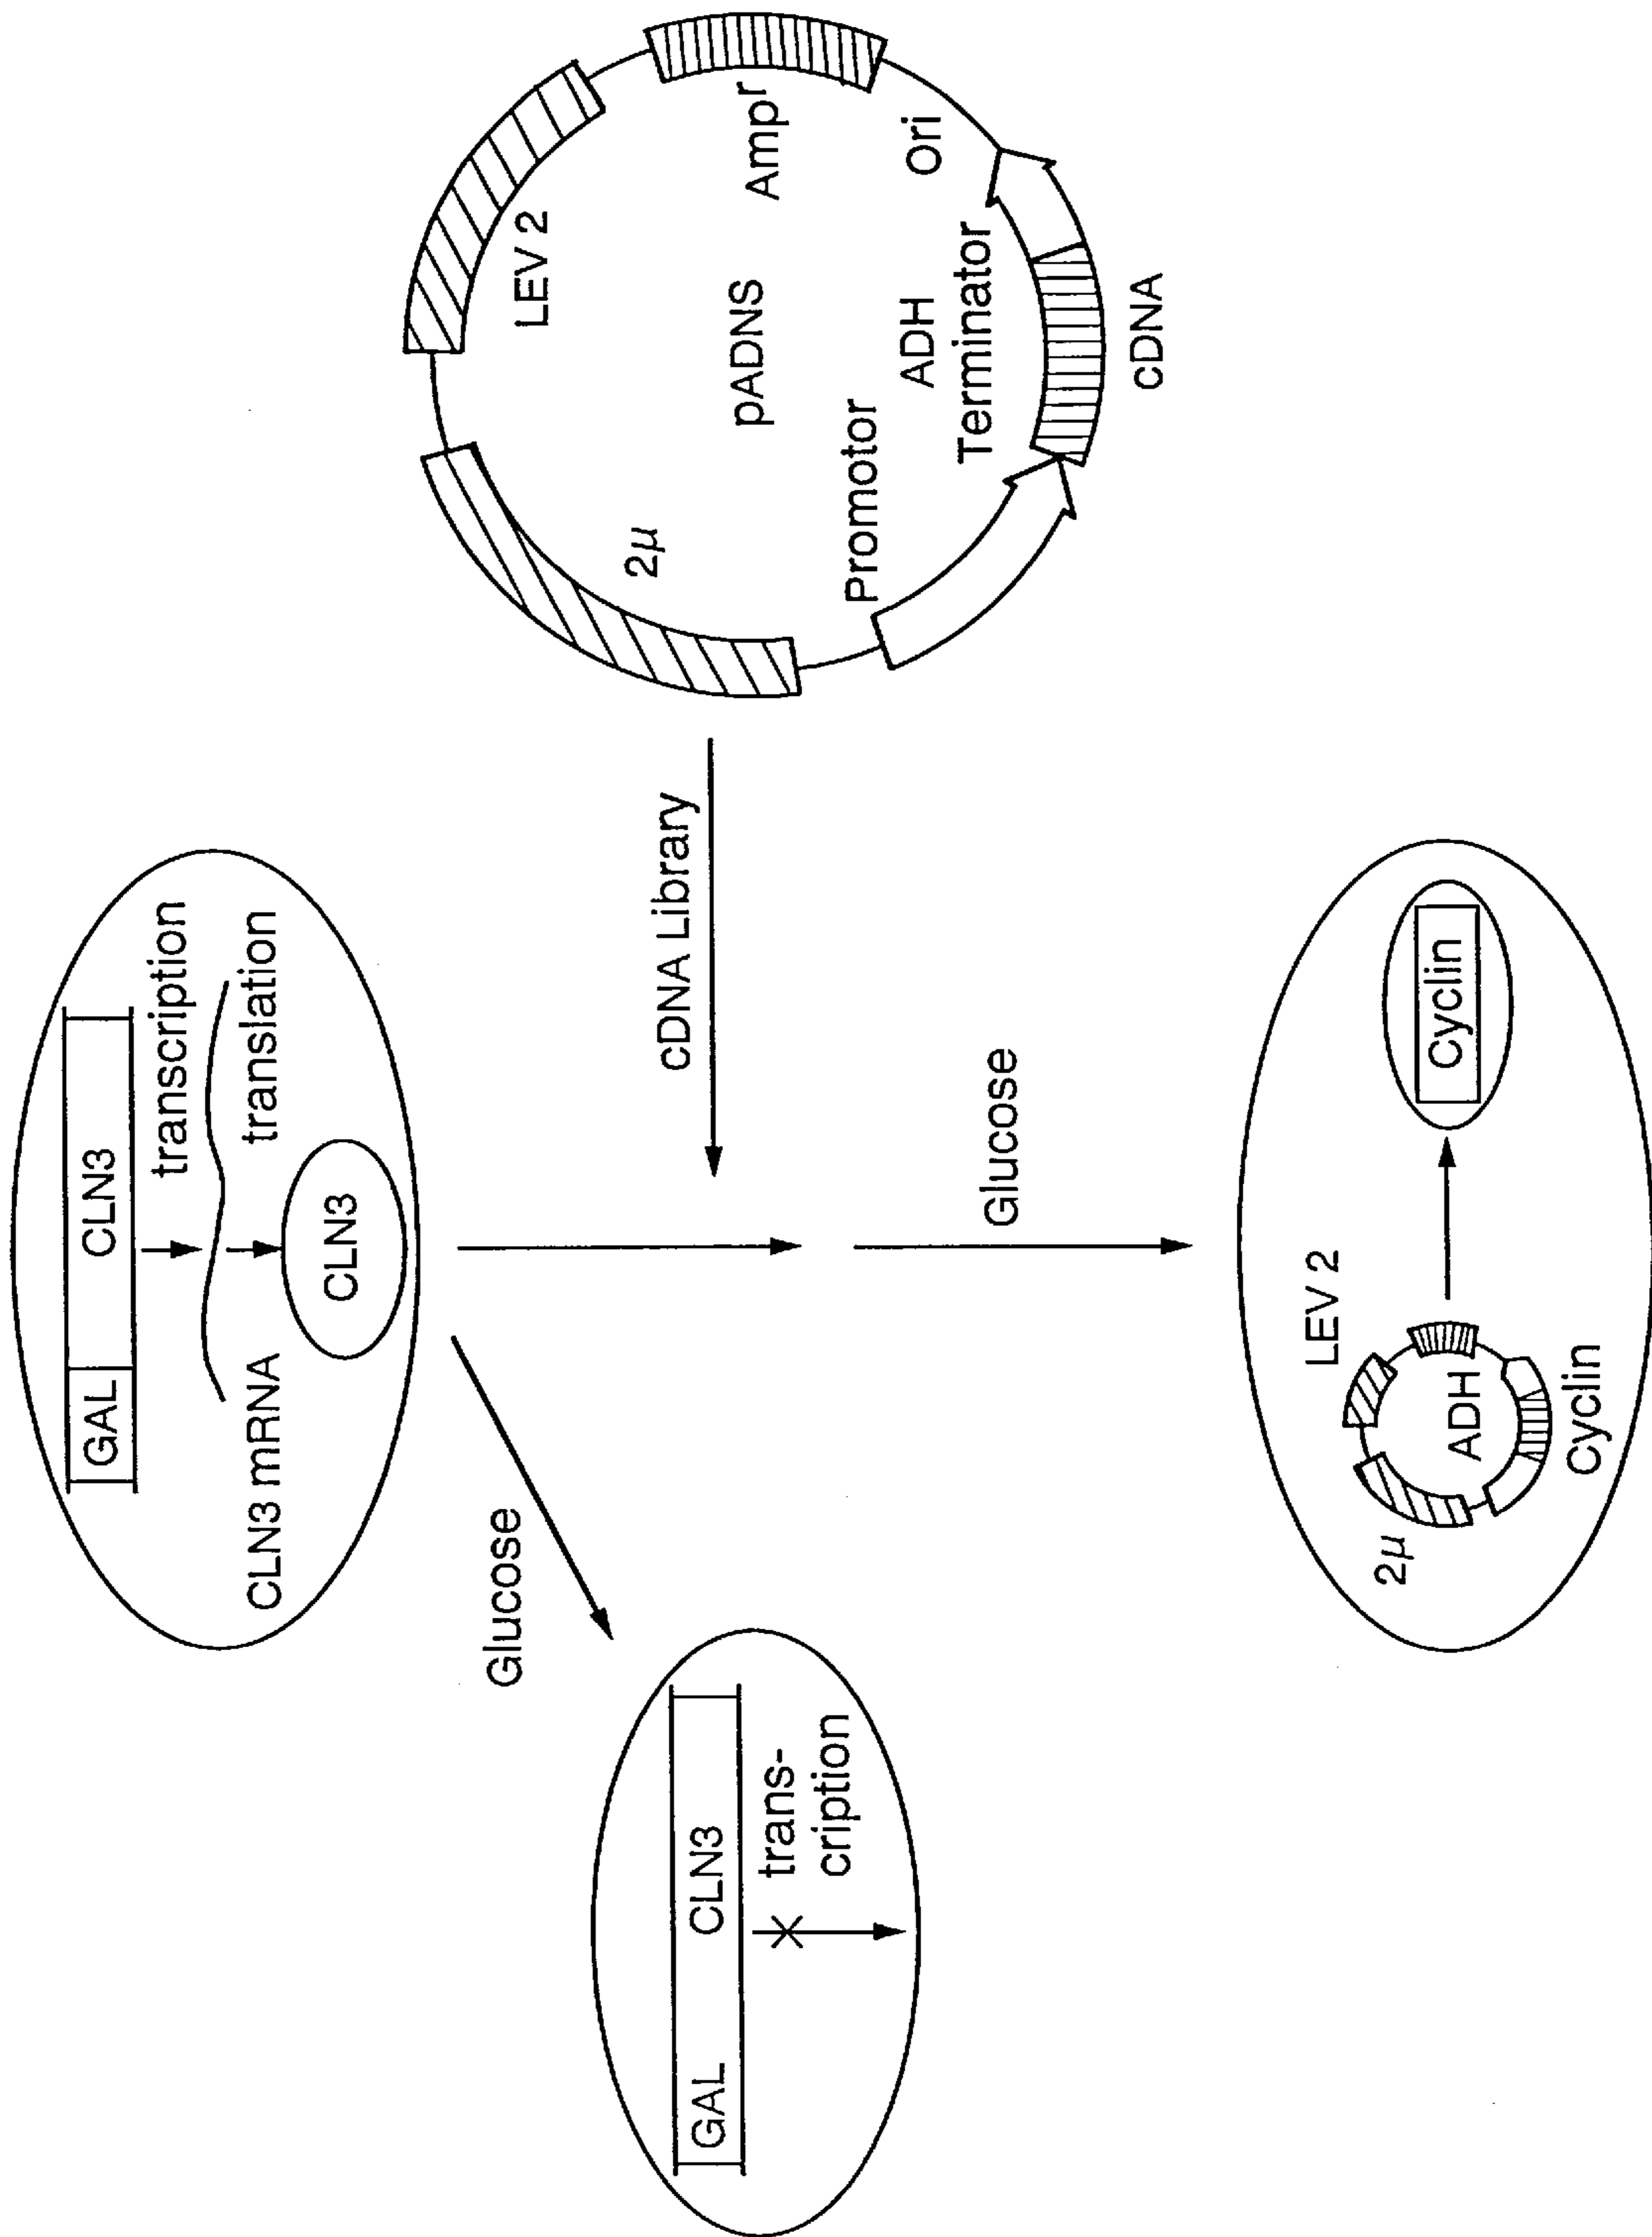 GAL
CLN3
transcription
CLN3 mRNA
translation
CLN3
Glucose
GAL
CLN3
trans-
cription
cDNA Library
Glucose
2μ
LEV 2
pADNS
Ampʳ
Promotor
ADH
Terminator
Ori
cDNA
LEV 2
2μ
ADH
Cyclin
Cyclin